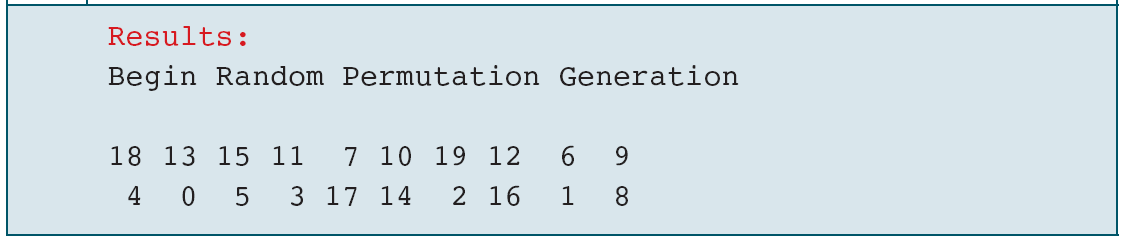 Results:
Begin Random Permutation Generation
18 13 15 11 7 10 19 12 6 9
4 0 5 3 17 14 2 16 1 8